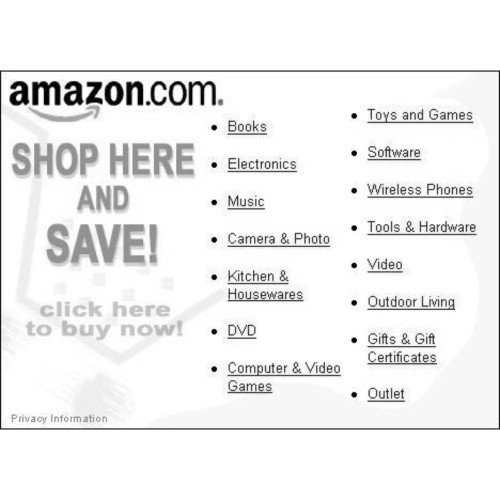 amazon.com.
SHOP HERE
AND
SAVE!
click here
to buy now!
Privacy Information
Books
Electronics
Music
Camera & Photo
Kitchen &
Housewares
DVD
Computer & Video
Games
Toys and Games
Software
Wireless Phones
Tools & Hardware
Video
Outdoor Living
Gifts & Gift
Certificates
Outlet